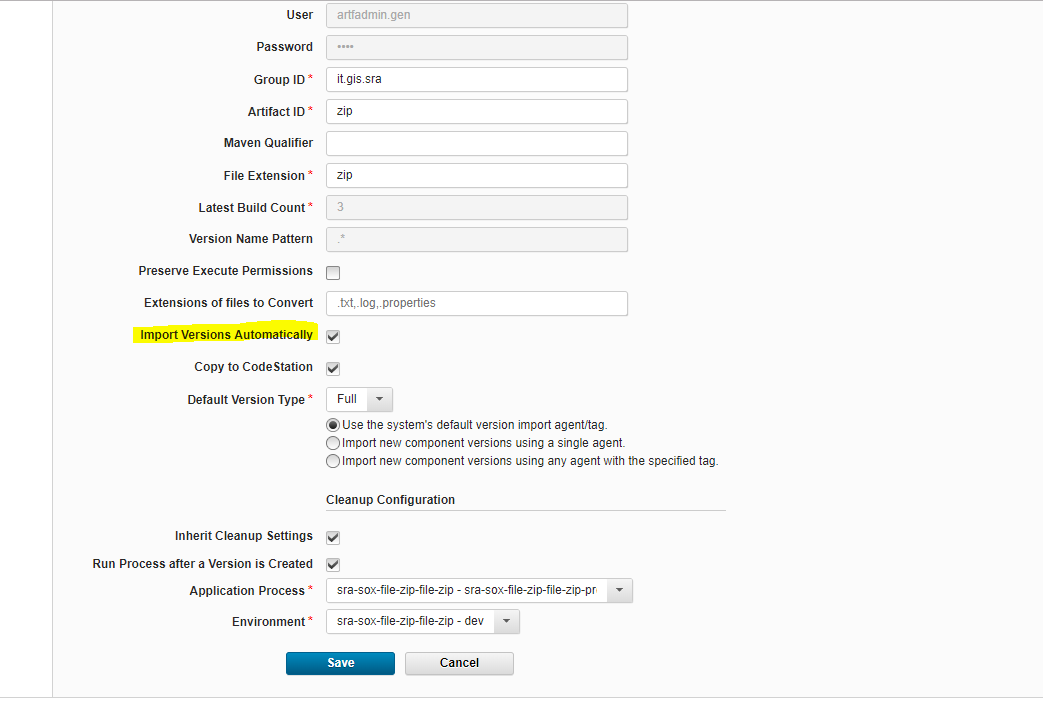 User artfadmin.gen
Password ••••
Group ID * it.gis.sra
Artifact ID * zip
Maven Qualifier
File Extension * zip
Latest Build Count * 3
Version Name Pattern .*
Preserve Execute Permissions
Extensions of files to Convert .txt,.log,.properties
Import Versions Automatically
Copy to CodeStation
Default Version Type * Full
Use the system's default version import agent/tag.
Import new component versions using a single agent.
Import new component versions using any agent with the specified tag.
Cleanup Configuration
Inherit Cleanup Settings
Run Process after a Version is Created
Application Process * sra-sox-file-zip-file-zip - sra-sox-file-zip-file-zip-pr
Environment * sra-sox-file-zip-file-zip - dev
Save Cancel